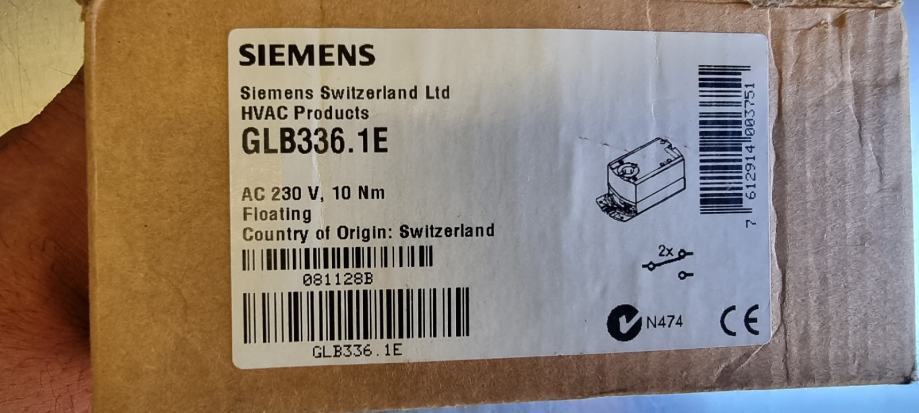 SIEMENS
Siemens Switzerland Ltd
HVAC Products
GLB336.1E
AC 230 V, 10 Nm
Floating
Country of Origin: Switzerland
081128B
GLB336.1E
7 612914 003751
2x
N474
CE